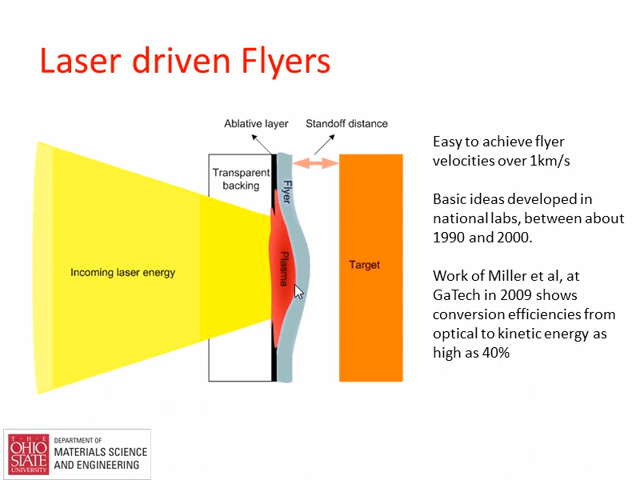 Laser driven Flyers
Ablative layer
Standoff distance
Transparent
backing
Flyer
Plasma
Incoming laser energy
Target
Easy to achieve flyer
velocities over 1km/s
Basic ideas developed in
national labs, between about
1990 and 2000.
Work of Miller et al, at
GaTech in 2009 shows
conversion efficiencies from
optical to kinetic energy as
high as 40%
T · H · E
OHIO
STATE
UNIVERSITY
DEPARTMENT OF
MATERIALS SCIENCE
AND ENGINEERING